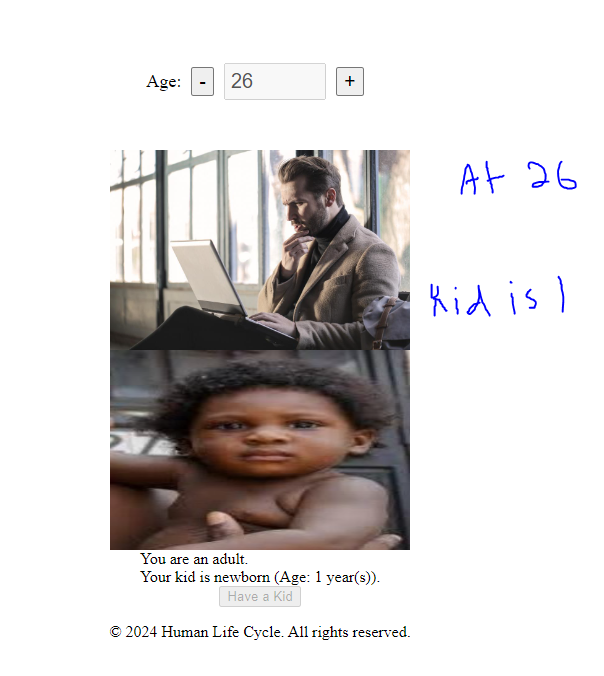 Age: - 26 +
At 26
Kid is 1
You are an adult.
Your kid is newborn (Age: 1 year(s)).
Have a Kid
© 2024 Human Life Cycle. All rights reserved.